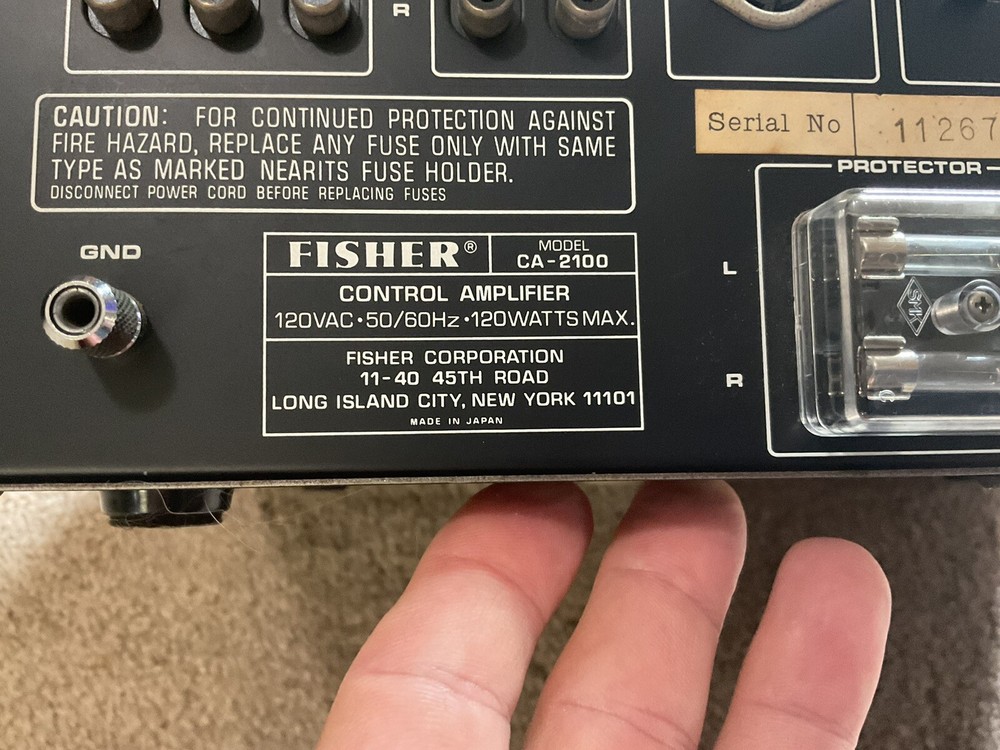 R
CAUTION: FOR CONTINUED PROTECTION AGAINST
FIRE HAZARD, REPLACE ANY FUSE ONLY WITH SAME
TYPE AS MARKED NEARITS FUSE HOLDER.
DISCONNECT POWER CORD BEFORE REPLACING FUSES
Serial No 11267
PROTECTOR
GND
FISHER® MODEL
CA-2100
CONTROL AMPLIFIER
120VAC•50/60Hz•120WATTS MAX.
FISHER CORPORATION
11-40 45TH ROAD
LONG ISLAND CITY, NEW YORK 11101
MADE IN JAPAN
L
SMK
R